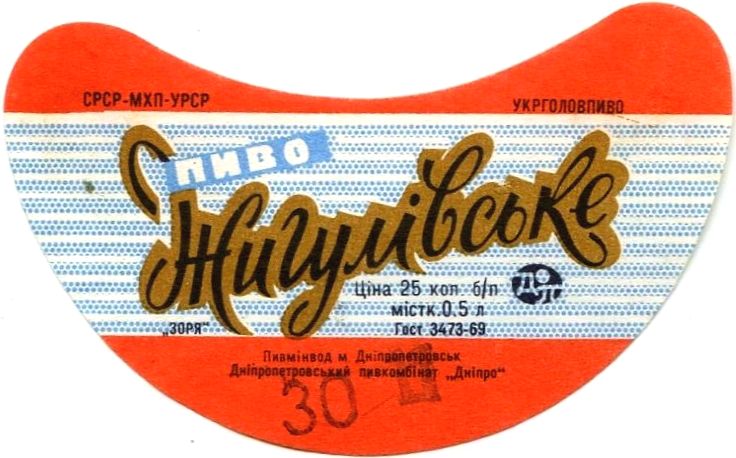 СРСР-МХП-УРСР
УКРГОЛОВПИВО
ПИВО
Жигулівське
Ціна 25 коп б/п
містк.0.5 л
„ЗОРЯ"
Гост 3473-69
Пивмінвод м Дніпропетровськ
Дніпропетровський пивкомбінат „Дніпро"
30